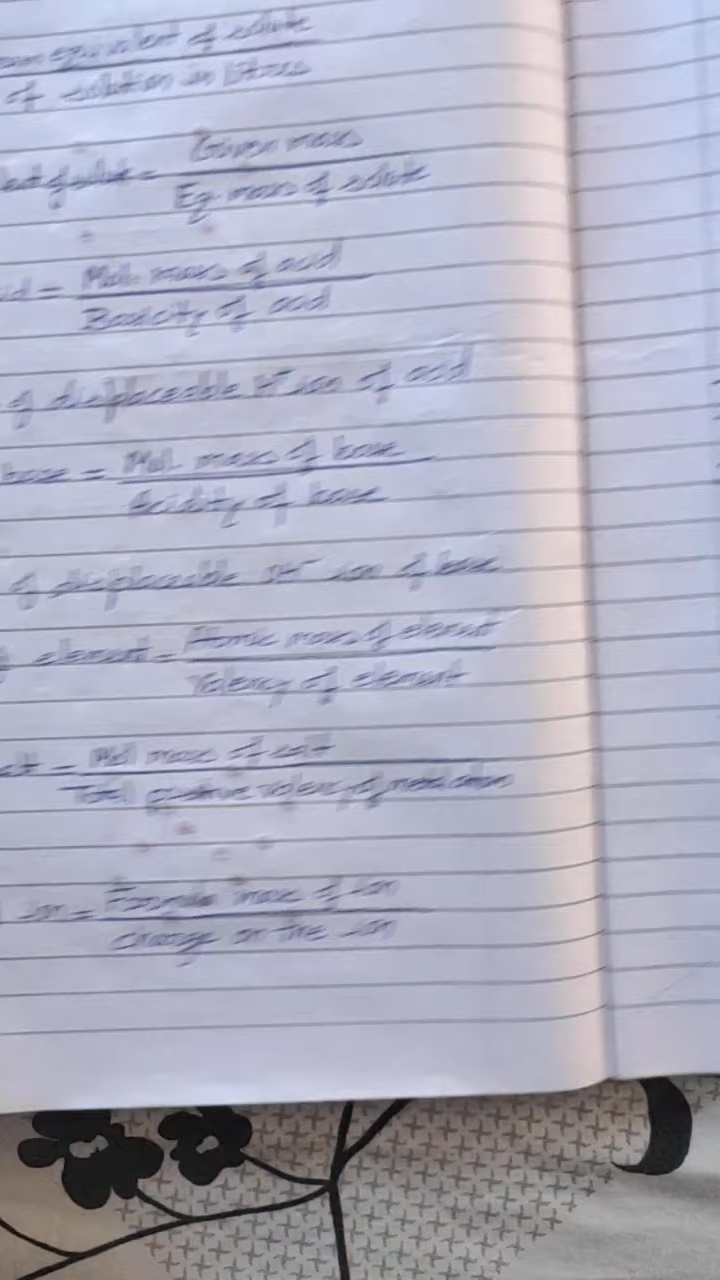 equivalent of solute
of solution in litres
of solute = Given mass
Eq mass of solute
= Mol. mass of acid
Basicity of acid
of displaceable H+ ion of acid
base = Mol. mass of base
Acidity of base
of displaceable OH- ion of base
element = Atomic mass of element
Valency of element
= Mol mass of salt
Total positive valency of metal
ion = Formula mass of ion
charge on the ion